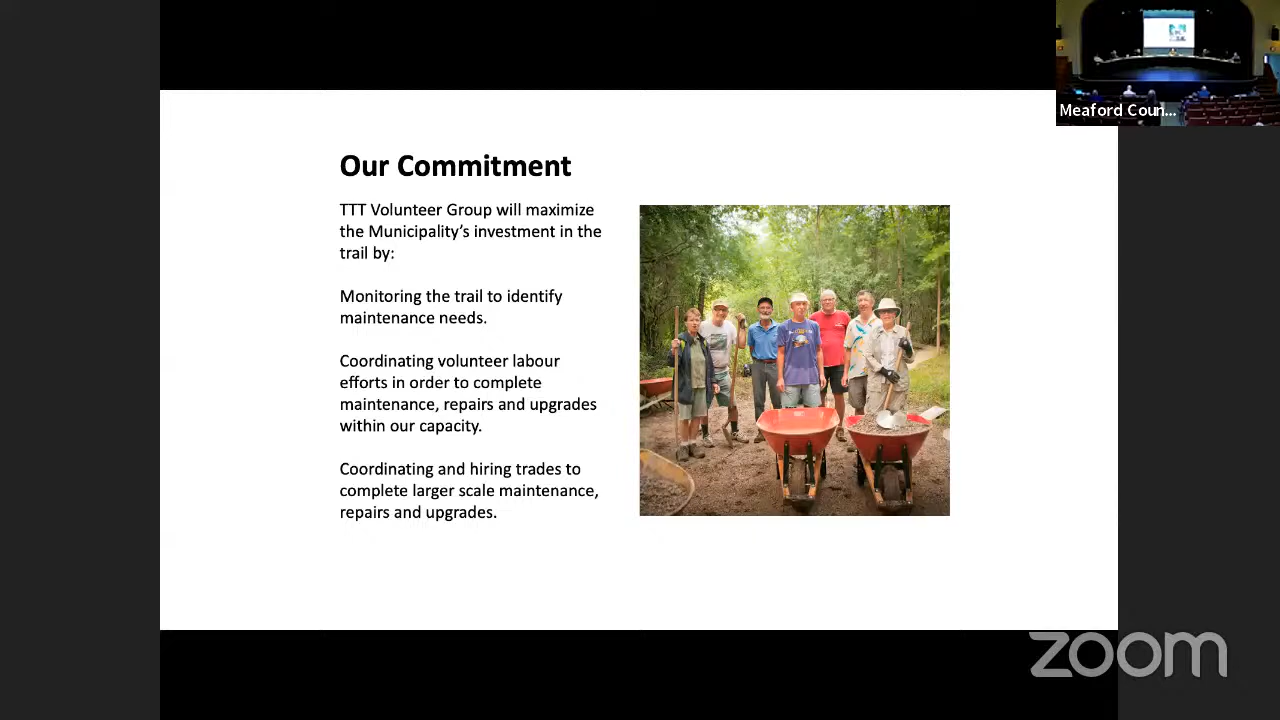 Meaford Coun...
Our Commitment
TTT Volunteer Group will maximize
the Municipality’s investment in the
trail by:
Monitoring the trail to identify
maintenance needs.
Coordinating volunteer labour
efforts in order to complete
maintenance, repairs and upgrades
within our capacity.
Coordinating and hiring trades to
complete larger scale maintenance,
repairs and upgrades.
zoom